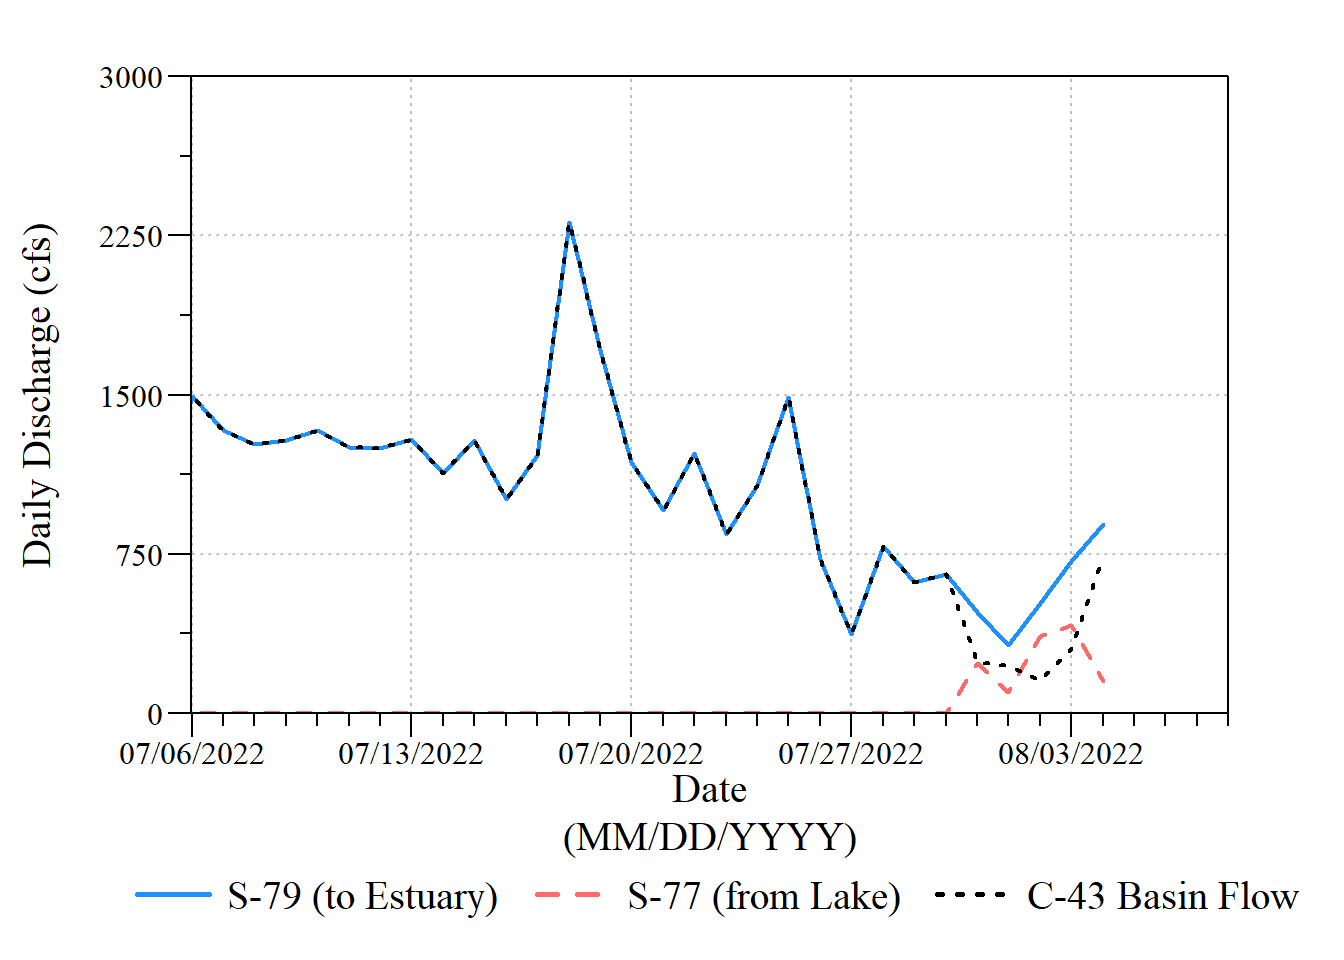 3000
2250
1500
750
0
Daily Discharge (cfs)
07/06/2022 07/13/2022 07/20/2022 07/27/2022 08/03/2022
Date
(MM/DD/YYYY)
S-79 (to Estuary) S-77 (from Lake) C-43 Basin Flow